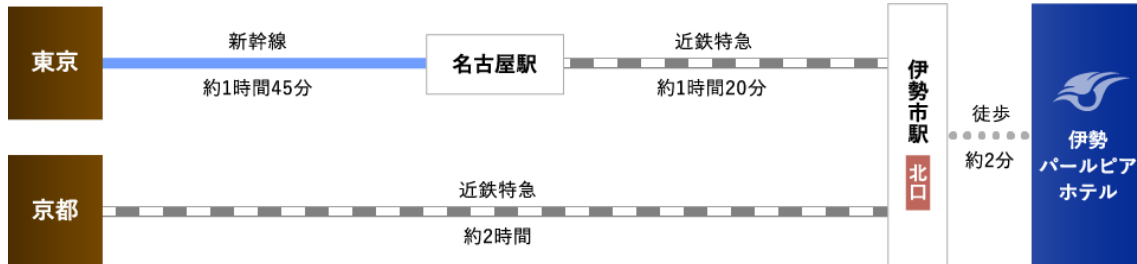 東京
新幹線
約1時間45分
名古屋駅
近鉄特急
約1時間20分
京都
近鉄特急
約2時間
伊勢市駅
北口
徒歩
約2分
伊勢
パールピア
ホテル